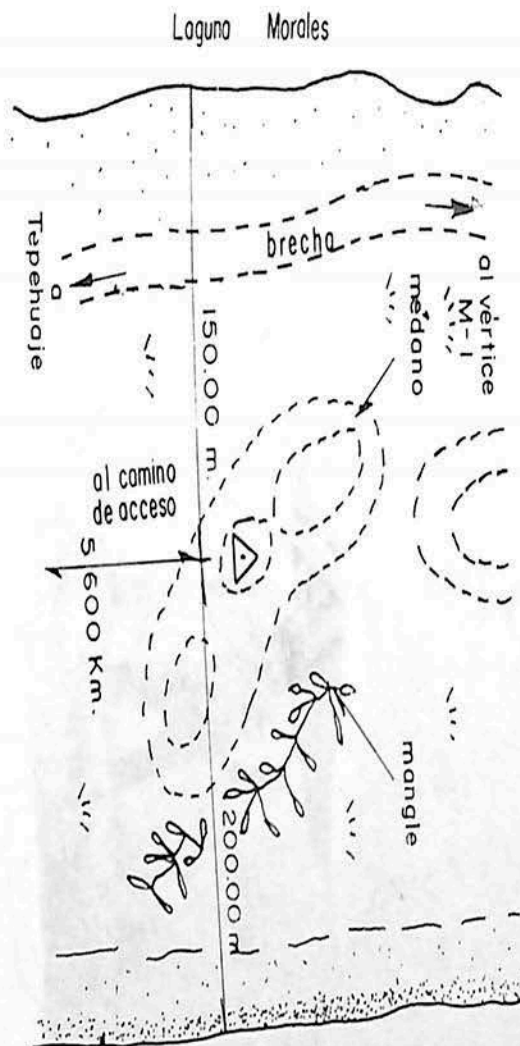 Laguna Morales
al vértice
M-1
brecha
médano
a
Tepehuaje
150.00 m.
al camino
de acceso
5.600 Km.
mangle
200.00 m